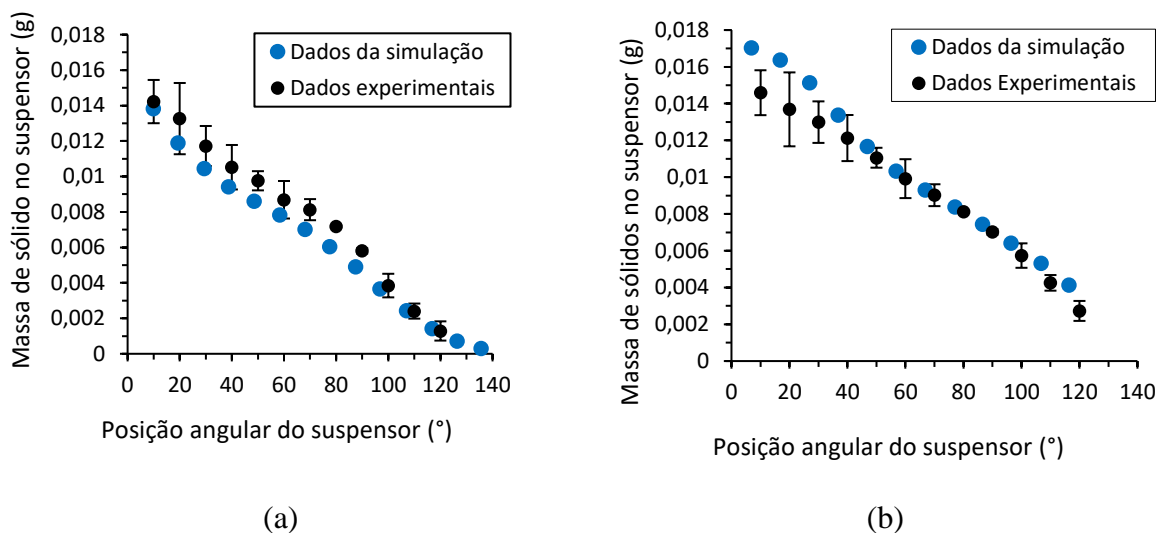 Massa de sólido no suspensor (g)
0,018
0,016
0,014
0,012
0,01
0,008
0,006
0,004
0,002
0
Dados da simulação
Dados experimentais
0 20 40 60 80 100 120 140
Posição angular do suspensor (°)
(a)
Massa de sólidos no suspensor (g)
0,018
0,016
0,014
0,012
0,01
0,008
0,006
0,004
0,002
0
Dados da simulação
Dados Experimentais
0 20 40 60 80 100 120 140
Posição angular do suspensor (°)
(b)